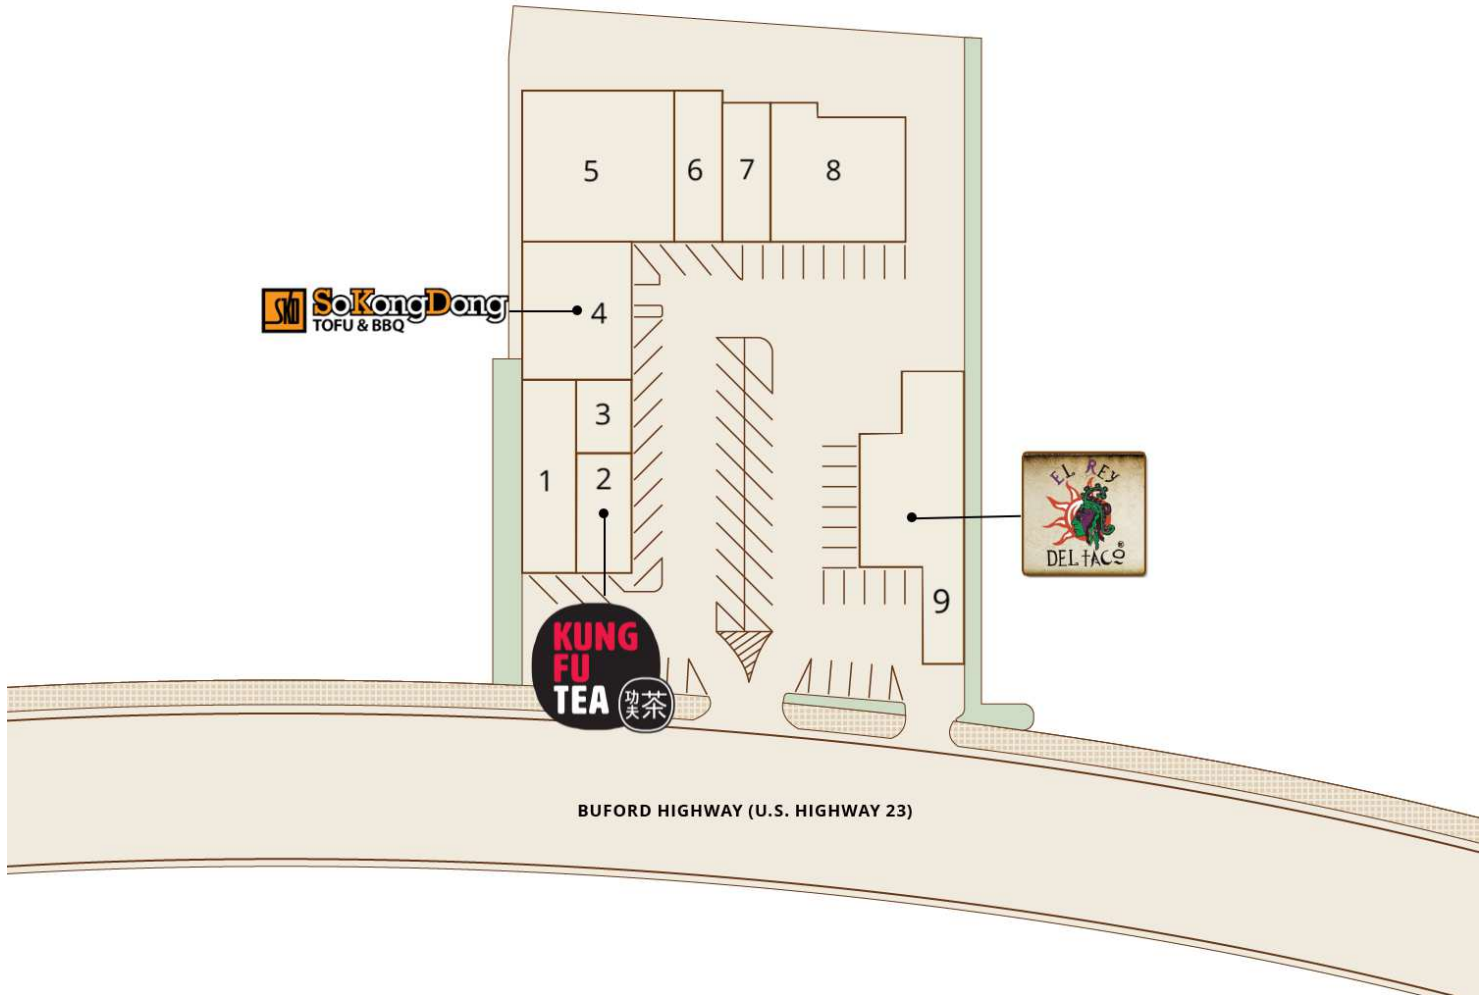 5
6
7
8
SKD
SoKongDong
TOFU & BBQ
4
3
1
2
EL REY
DEL TACO®
9
KUNG
FU
TEA
功夫
茶
BUFORD HIGHWAY (U.S. HIGHWAY 23)